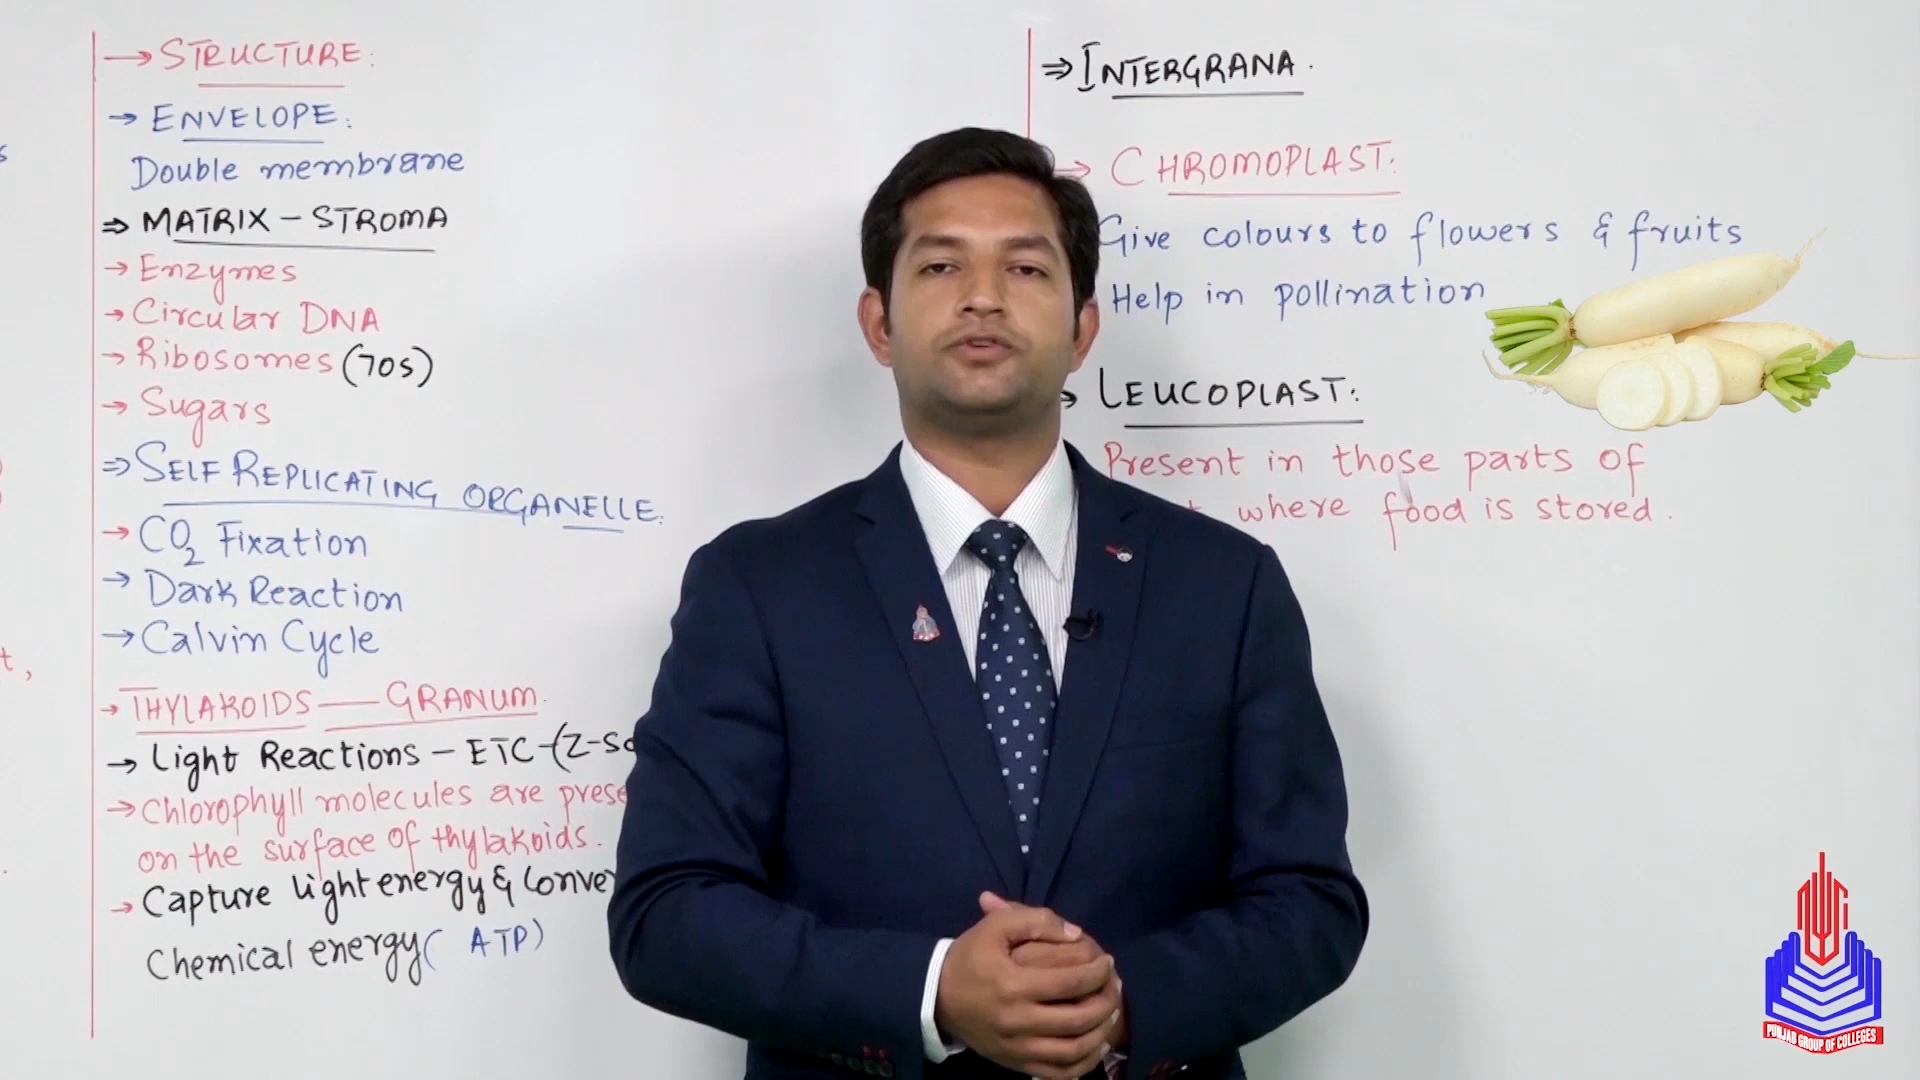 → STRUCTURE:
→ ENVELOPE:
Double membrane
⇒ MATRIX – STROMA
→ Enzymes
→ Circular DNA
→ Ribosomes (70S)
→ Sugars
⇒ SELF REPLICATING ORGANELLE:
→ CO2 Fixation
→ Dark Reaction
→ Calvin Cycle
→ THYLAKOIDS — GRANUM.
→ Light Reactions – ETC – (Z-Sc
→ Chlorophyll molecules are prese
on the surface of thylakoids.
→ Capture light energy & Conver
Chemical energy ( ATP)
⇒ INTERGRANA.
→ CHROMOPLAST:
Give colours to flowers & fruits
Help in pollination
LEUCOPLAST:
Present in those parts of
where food is stored.
PUNJAB GROUP OF COLLEGES